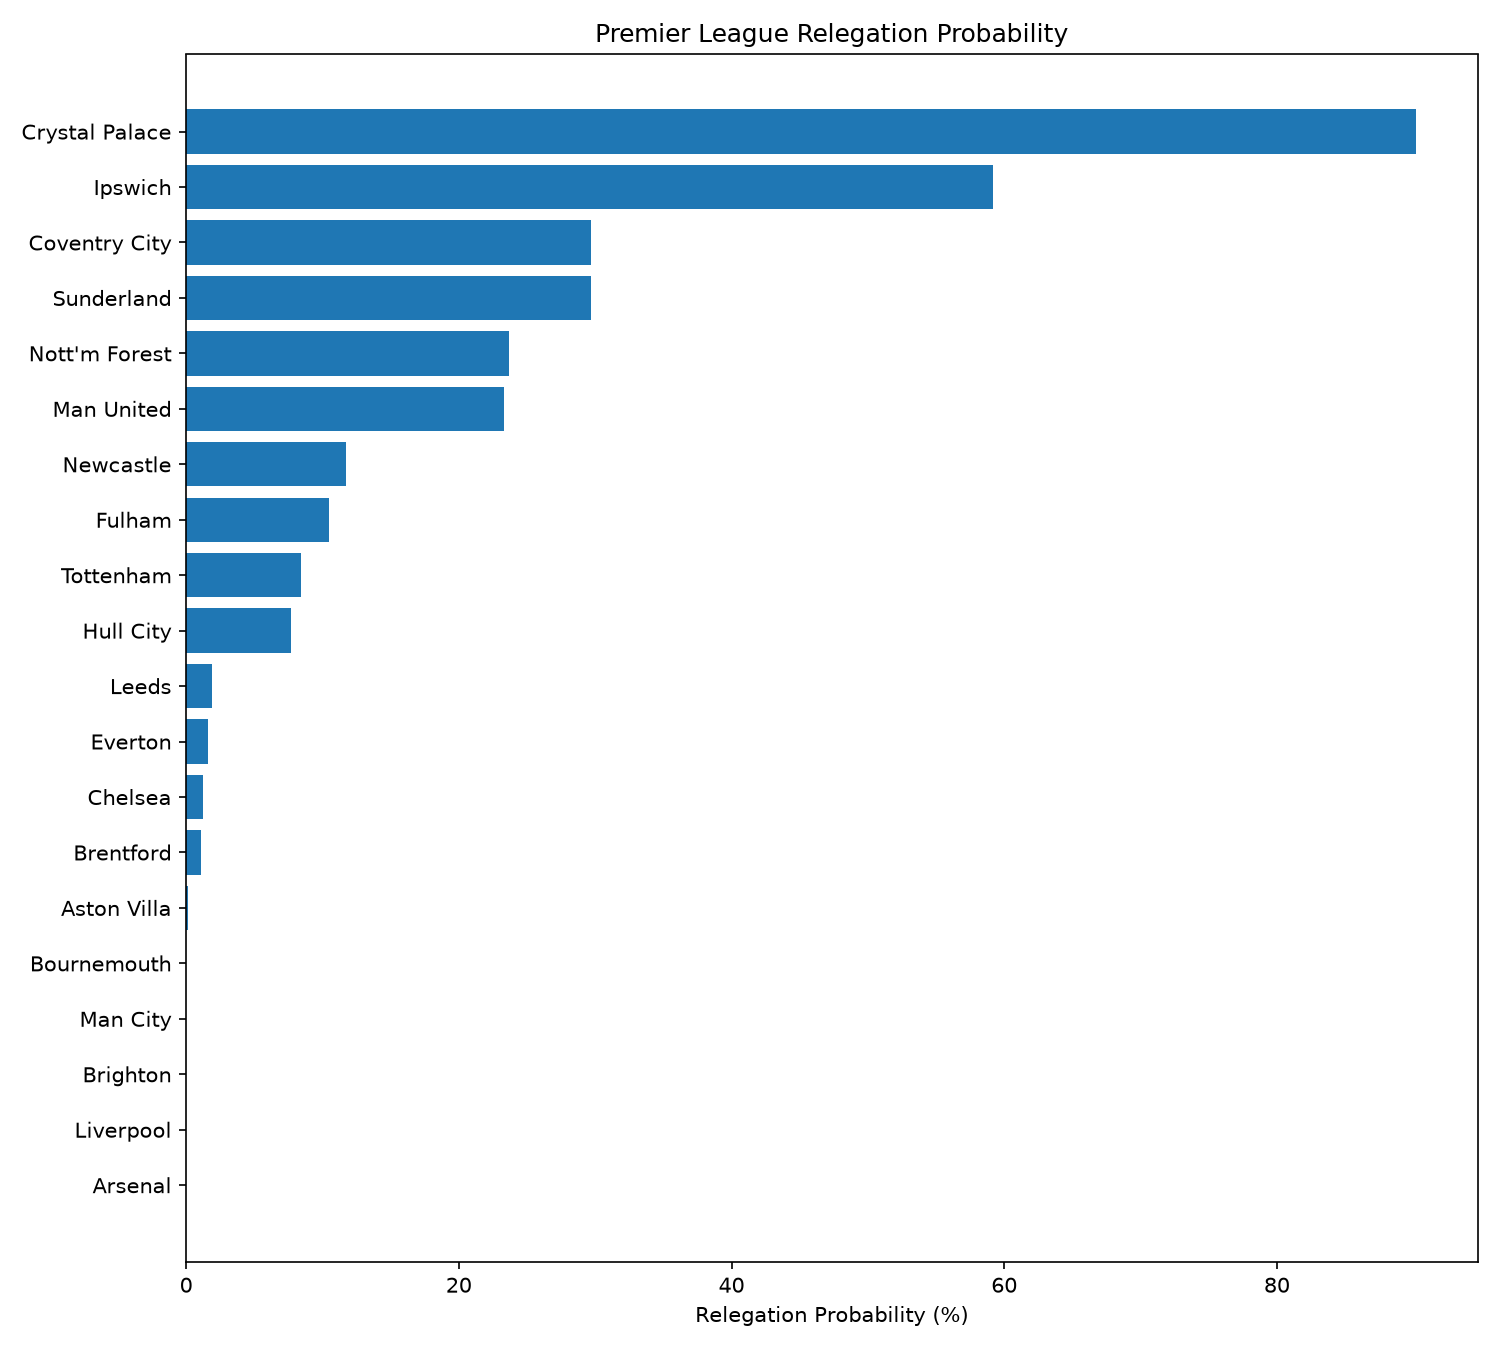 Premier League Relegation Probability
Crystal Palace
Ipswich
Coventry City
Sunderland
Nott'm Forest
Man United
Newcastle
Fulham
Tottenham
Hull City
Leeds
Everton
Chelsea
Brentford
Aston Villa
Bournemouth
Man City
Brighton
Liverpool
Arsenal
0 20 40 60 80
Relegation Probability (%)